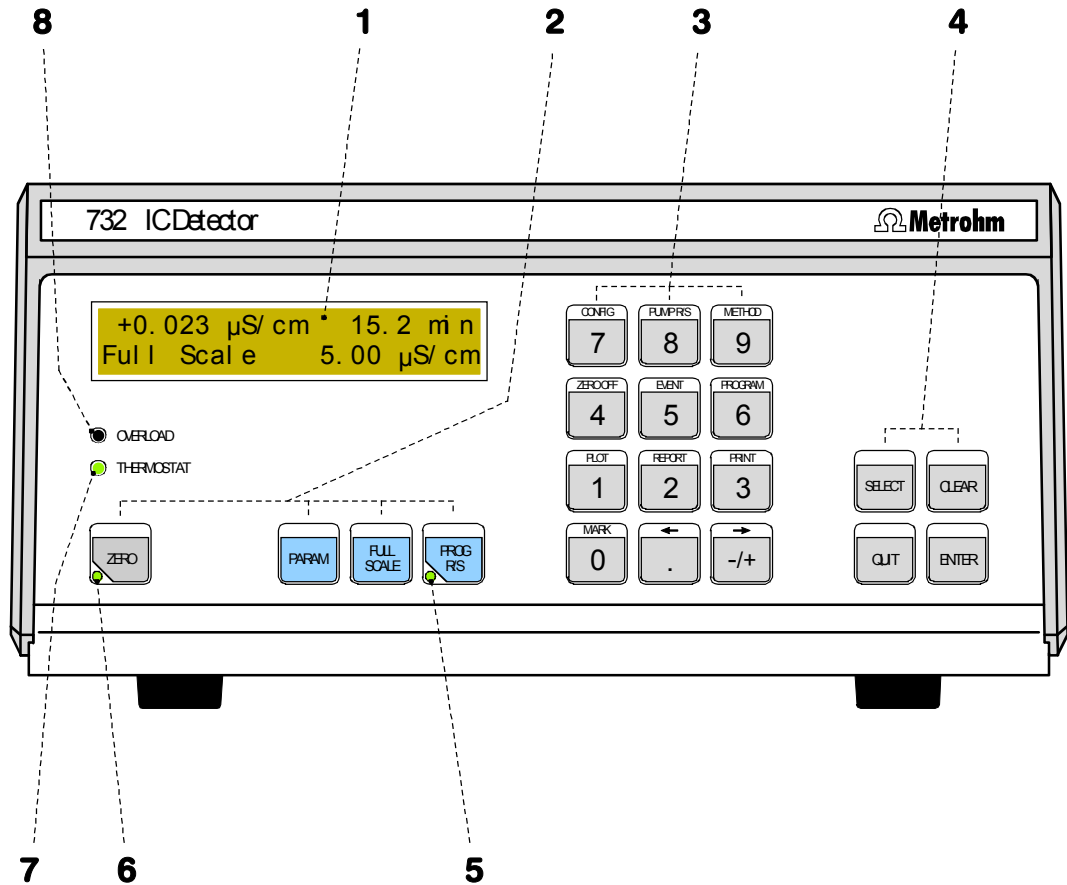 8 1 2 3 4
732 IC Detector
Ω Metrohm
+0.023 µS/cm 15.2 min
Full Scale 5.00 µS/cm
OVERLOAD
THERMOSTAT
CONFIG PUMP R/S METHOD
7 8 9
ZERO OFF EVENT PROGRAM
4 5 6
PLOT REPORT PRINT
1 2 3
MARK ← →
0 . -/+
SELECT CLEAR
QUIT ENTER
ZERO
PARAM
FULL
SCALE
PROG
R/S
7 6 5